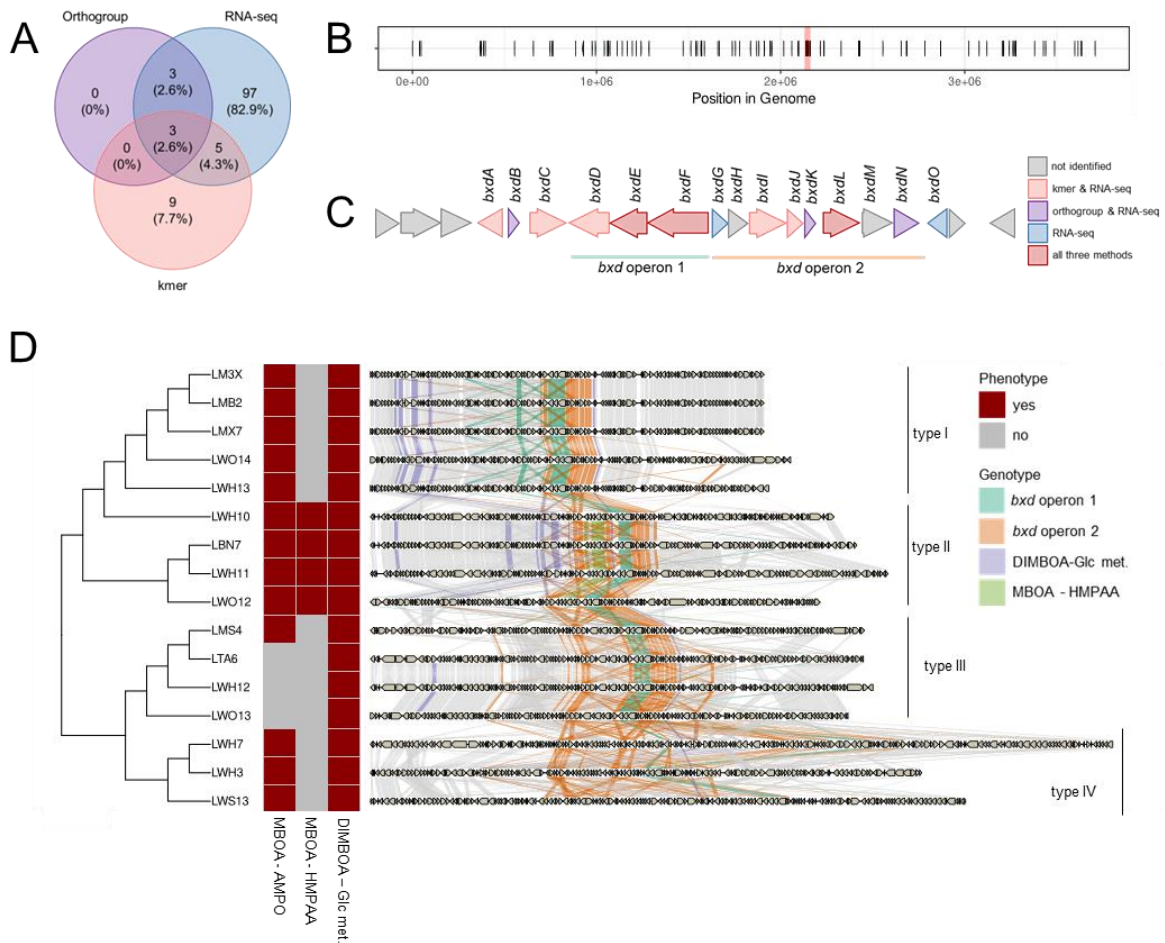 A
Orthogroup
RNA-seq
0
(0%)
3
(2.6%)
97
(82.9%)
3
(2.6%)
0
(0%)
5
(4.3%)
9
(7.7%)
kmer
B
0e+00 1e+06 2e+06 3e+06
Position in Genome
C
bxdA bxdB bxdC bxdD bxdE bxdF bxdG bxdH bxdI bxdJ bxdK bxdL bxdM bxdN bxdO
bxd operon 1
bxd operon 2
not identified
kmer & RNA-seq
orthogroup & RNA-seq
RNA-seq
all three methods
D
LM3X
LMB2
LMX7
LWO14
LWH13
LWH10
LBN7
LWH11
LWO12
LMS4
LTA6
LWH12
LWO13
LWH7
LWH3
LWS13
MBOA - AMPO
MBOA - HMPAA
DIMBOA – Glc met.
type I
type II
type III
type IV
Phenotype
yes
no
Genotype
bxd operon 1
bxd operon 2
DIMBOA-Glc met.
MBOA - HMPAA